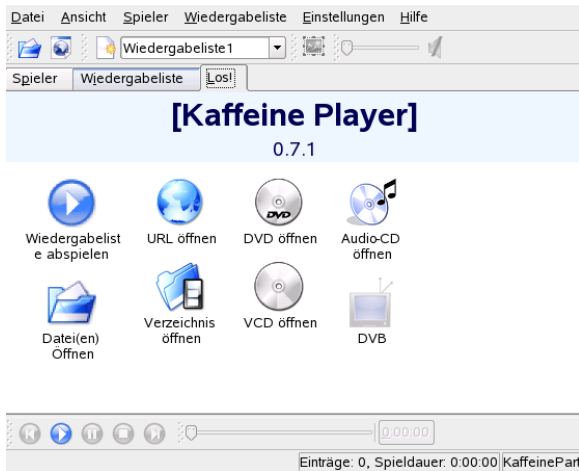 Datei Ansicht Spieler Wiedergabeliste Einstellungen Hilfe
Wiedergabeliste1
Spieler Wiedergabeliste Los!
[Kaffeine Player]
0.7.1
Wiedergabelist
e abspielen
URL öffnen
DVD
DVD öffnen
Audio-CD
öffnen
Datei(en)
Öffnen
Verzeichnis
öffnen
VCD öffnen
DVB
0:00:00
Einträge: 0, Spieldauer: 0:00:00 KaffeinePart